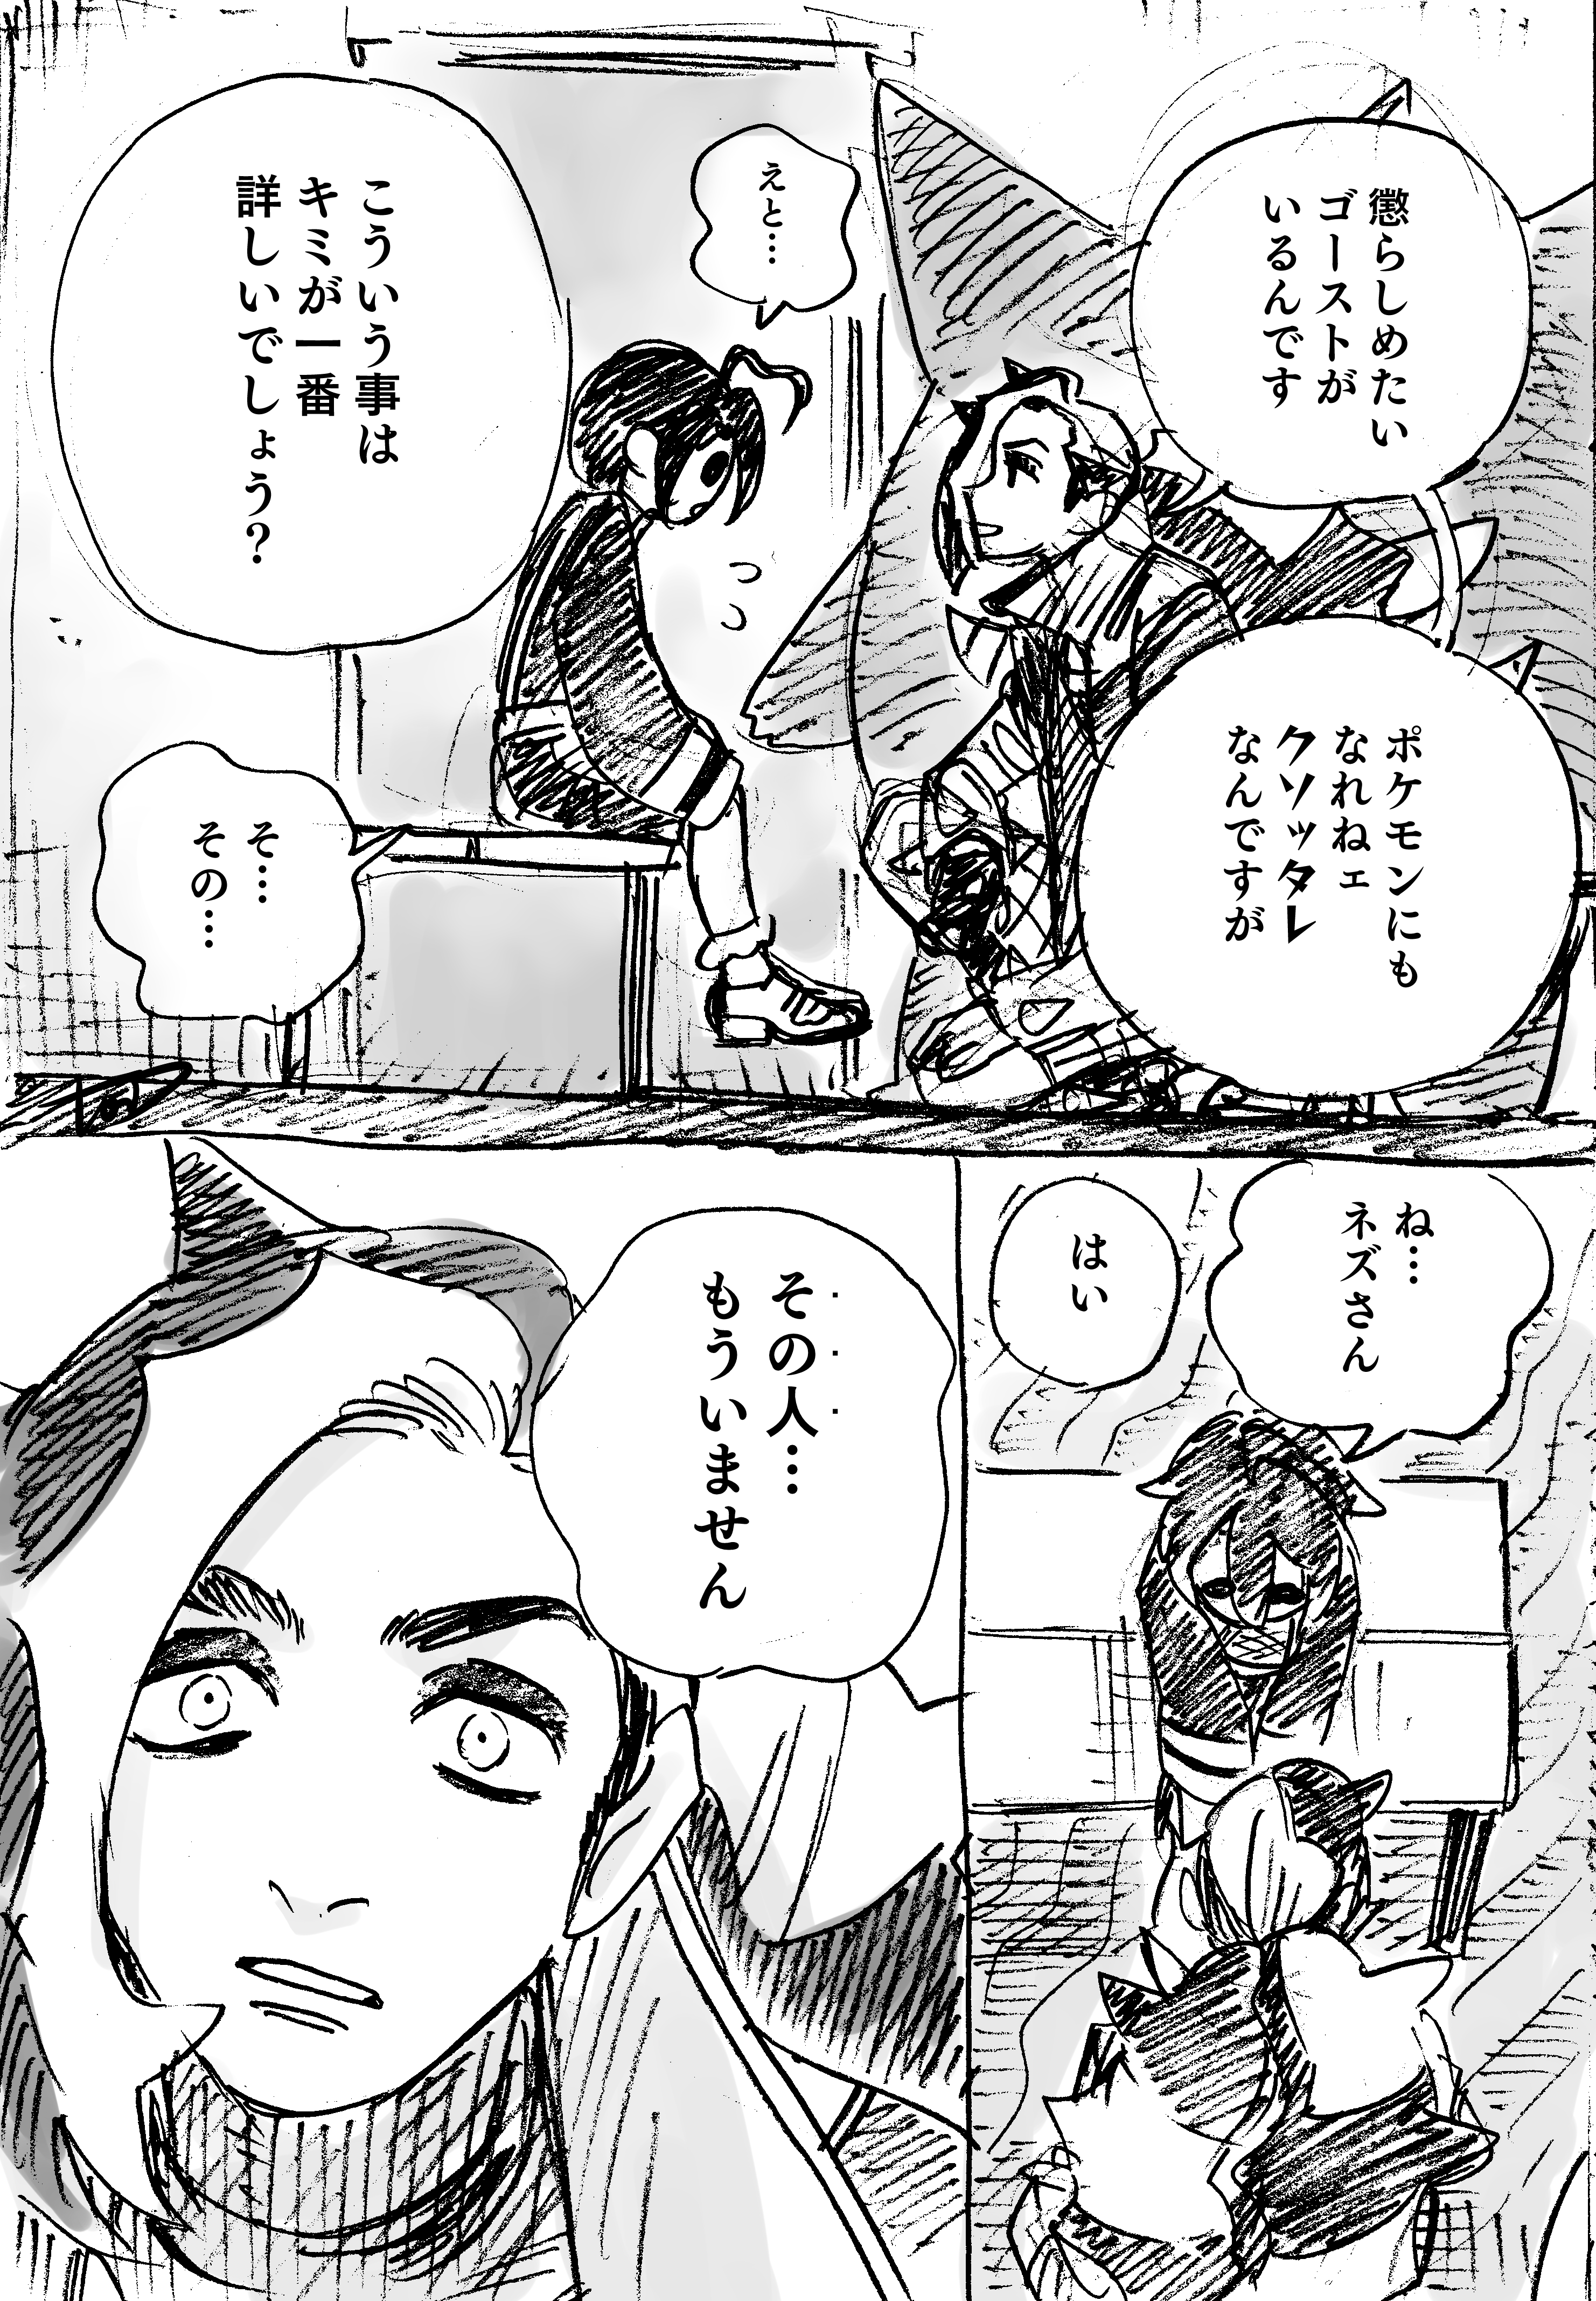 懲らしめたい
ゴーストが
いるんです
ポケモンにも
なれねェ
クソッタレ
なんですが
えと…
こういう事は
キミが一番
詳しいでしょう？
そ…
その…
ね…
ネズさん
はい
その人…
もういません